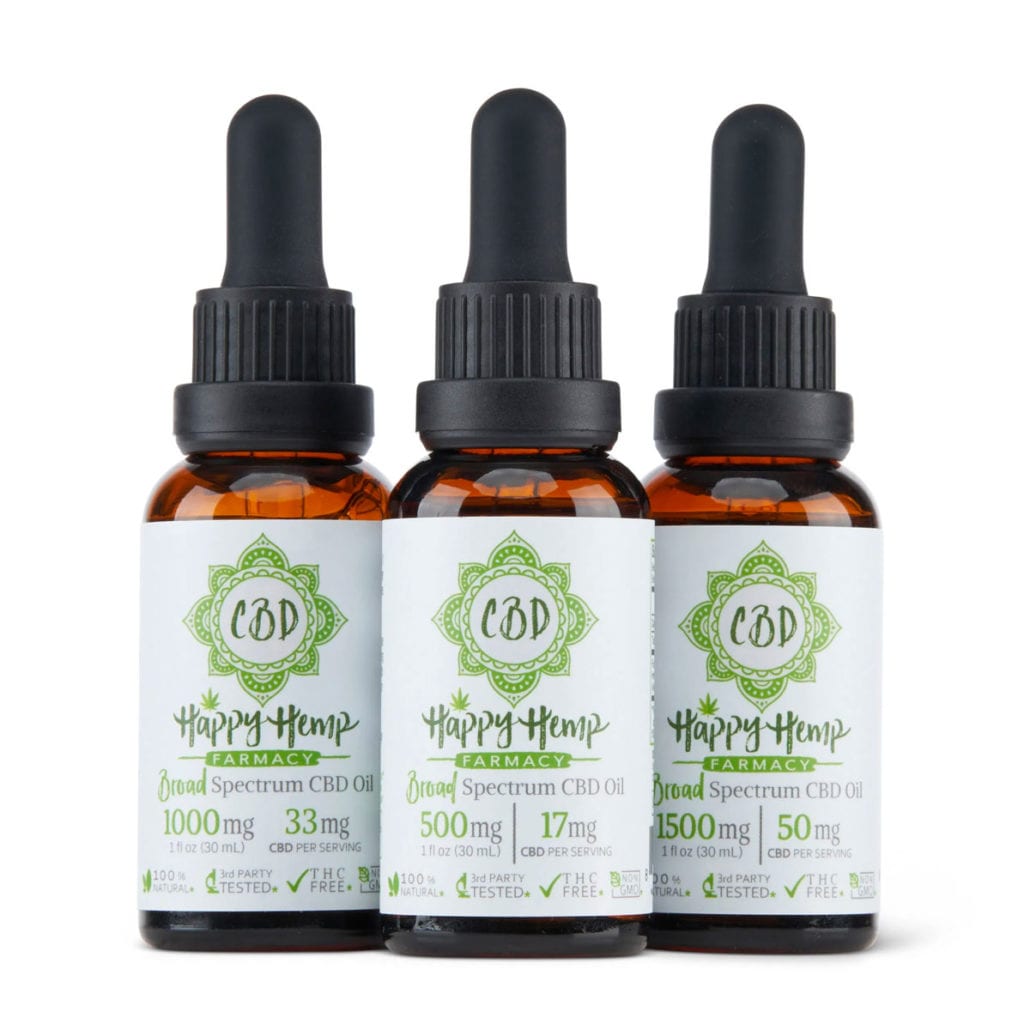 CBD
Happy Hemp
FARMACY
Broad Spectrum CBD Oil
1000mg 33mg
1 fl oz (30 mL) CBD PER SERVING
100% NATURAL
3rd PARTY TESTED
THC FREE
NON GMO
CBD
Happy Hemp
FARMACY
Broad Spectrum CBD Oil
500mg 17mg
1 fl oz (30 mL) CBD PER SERVING
3rd PARTY TESTED
THC FREE
NON GMO
CBD
Happy Hemp
FARMACY
Broad Spectrum CBD Oil
1500mg 50mg
1 fl oz (30 mL) CBD PER SERVING
3rd PARTY TESTED
THC FREE
NON GMO